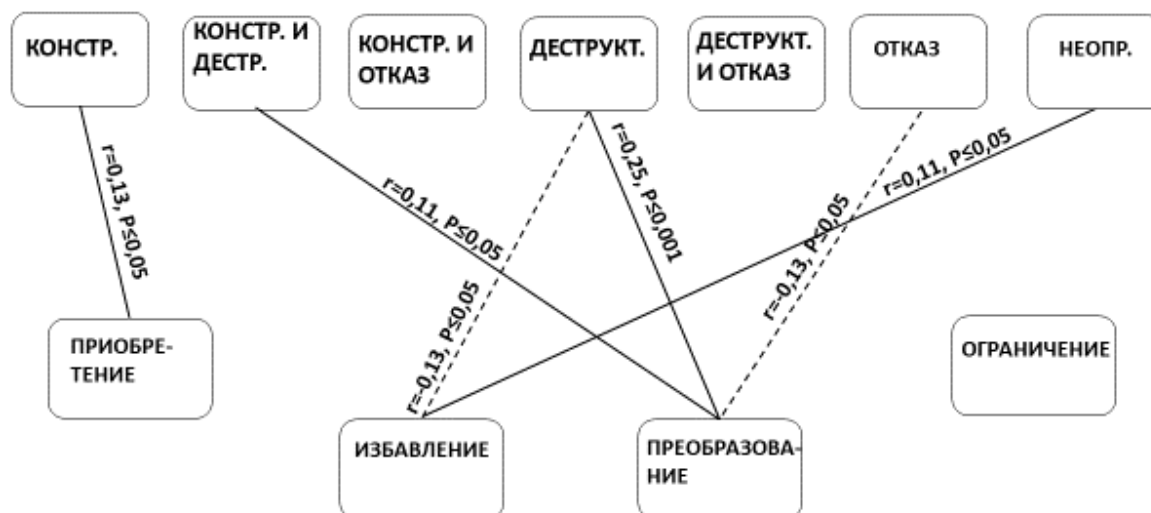 КОНСТР.
КОНСТР. И
ДЕСТР.
КОНСТР. И
ОТКАЗ
ДЕСТРУКТ.
ДЕСТРУКТ.
И ОТКАЗ
ОТКАЗ
НЕОПР.
r=0,13, P≤0,05
r=0,11, P≤0,05
r=-0,13, P≤0,05
r=0,25, P≤0,001
r=-0,13, P≤0,05
r=0,11, P≤0,05
ПРИОБРЕ-
ТЕНИЕ
ОГРАНИЧЕНИЕ
ИЗБАВЛЕНИЕ
ПРЕОБРАЗОВА-
НИЕ